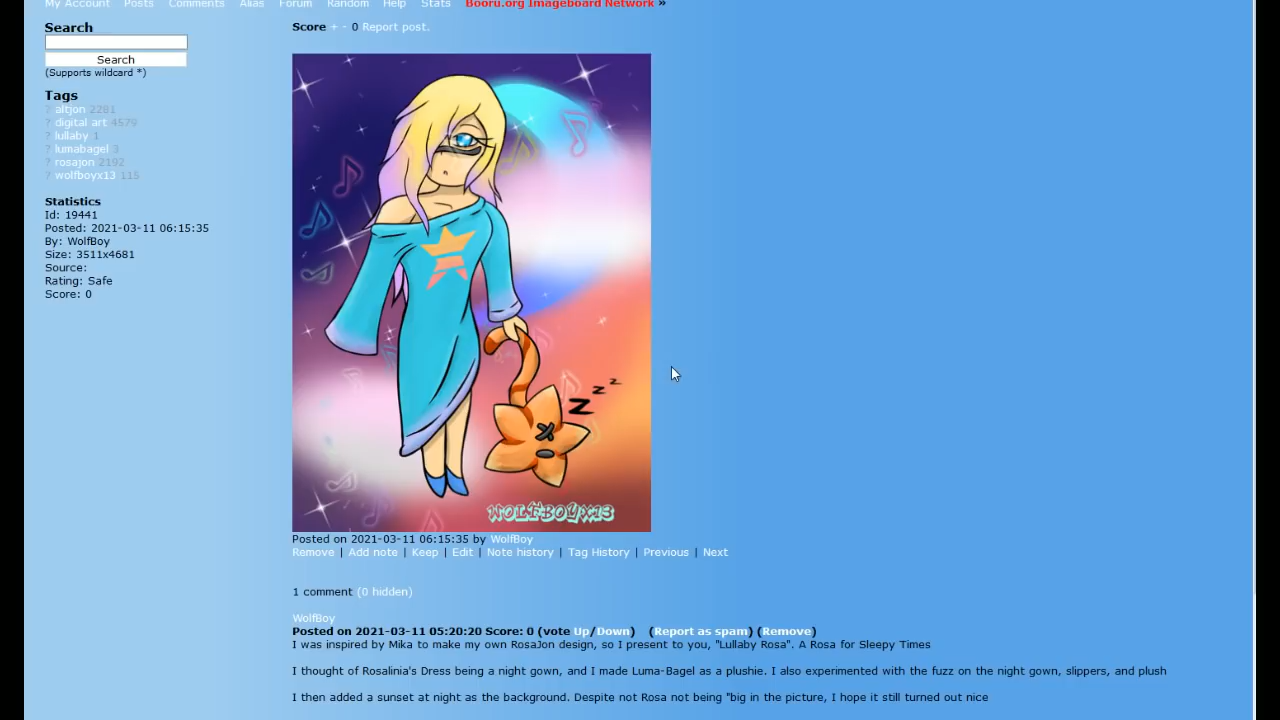 My Account Posts Comments Alias Forum Random Help Stats Booru.org Imageboard Network »
Search
Search
(Supports wildcard *)
Tags
? altjon 2281
? digital art 4579
? lullaby 1
? lumabagel 3
? rosajon 2192
? wolfboyx13 115
Statistics
Id: 19441
Posted: 2021-03-11 06:15:35
By: WolfBoy
Size: 3511x4681
Source:
Rating: Safe
Score: 0
Score + - 0 Report post.
z z z
WOLFBOYX13
Posted on 2021-03-11 06:15:35 by WolfBoy
Remove | Add note | Keep | Edit | Note history | Tag History | Previous | Next
1 comment (0 hidden)
WolfBoy
Posted on 2021-03-11 05:20:20 Score: 0 (vote Up/Down) (Report as spam) (Remove)
I was inspired by Mika to make my own RosaJon design, so I present to you, "Lullaby Rosa". A Rosa for Sleepy Times
I thought of Rosalinia's Dress being a night gown, and I made Luma-Bagel as a plushie. I also experimented with the fuzz on the night gown, slippers, and plush
I then added a sunset at night as the background. Despite not Rosa not being "big in the picture, I hope it still turned out nice